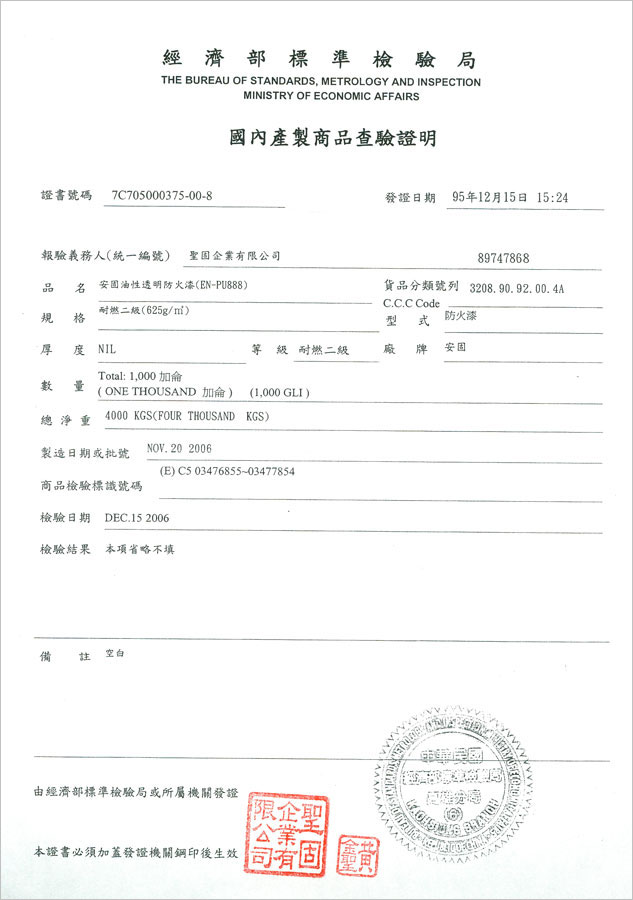 經濟部標準檢驗局
THE BUREAU OF STANDARDS, METROLOGY AND INSPECTION
MINISTRY OF ECONOMIC AFFAIRS
國內產製商品查驗證明
證書號碼 7C705000375-00-8 發證日期 95年12月15日 15:24
報驗義務人(統一編號) 聖固企業有限公司 89747868
品 名 安固油性透明防火漆(EN-PU888) 貨品分類號列 3208.90.92.00.4A
C.C.C Code
規 格 耐燃二級(625g/㎡) 型 式 防火漆
厚 度 NIL 等 級 耐燃二級 廠 牌 安固
數 量 Total: 1,000 加侖
( ONE THOUSAND 加侖 ) (1,000 GLI )
總 淨 重 4000 KGS(FOUR THOUSAND KGS)
製造日期或批號 NOV.20 2006
商品檢驗標識號碼 (E) C5 03476855~03477854
檢驗日期 DEC.15 2006
檢驗結果 本項省略不填
備 註 空白
由經濟部標準檢驗局或所屬機關發證
本證書必須加蓋發證機關鋼印後生效
聖固企業有限公司
黃金聖
中華民國
高雄分局
(6)
KAOHSIUNG BRANCH